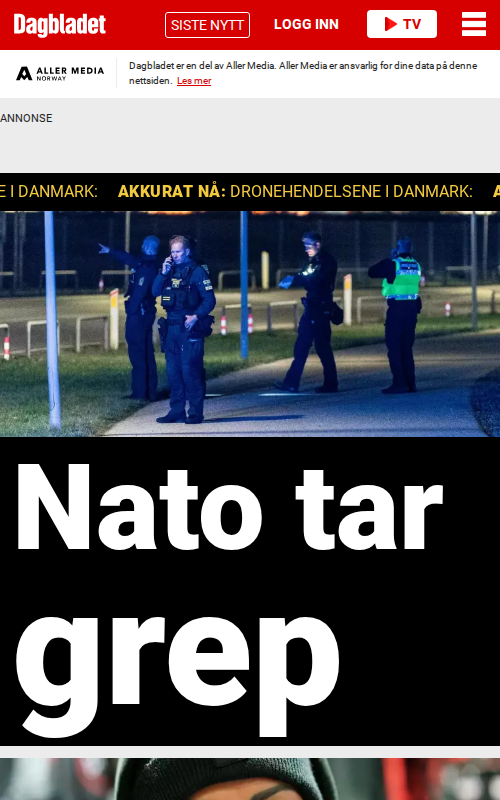 Dagbladet
SISTE NYTT
LOGG INN
TV
ALLER MEDIA
NORWAY
Dagbladet er en del av Aller Media. Aller Media er ansvarlig for dine data på denne
nettsiden. Les mer
ANNONSE
E I DANMARK: AKKURAT NÅ: DRONEHENDELSENE I DANMARK: A
Nato tar
grep